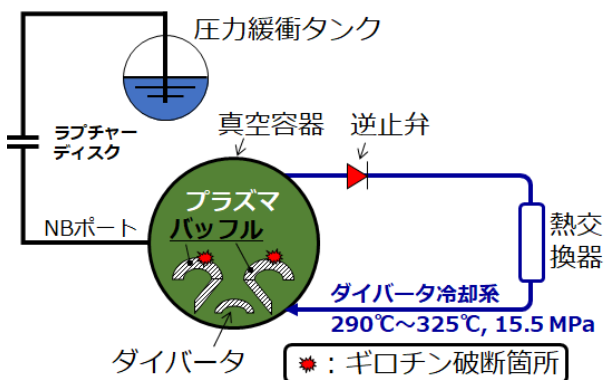 圧力緩衝タンク
ラプチャー
ディスク
真空容器
逆止弁
プラズマ
NBポート
バッフル
熱交
換器
ダイバータ冷却系
290℃～325℃, 15.5 MPa
ダイバータ
：ギロチン破断箇所